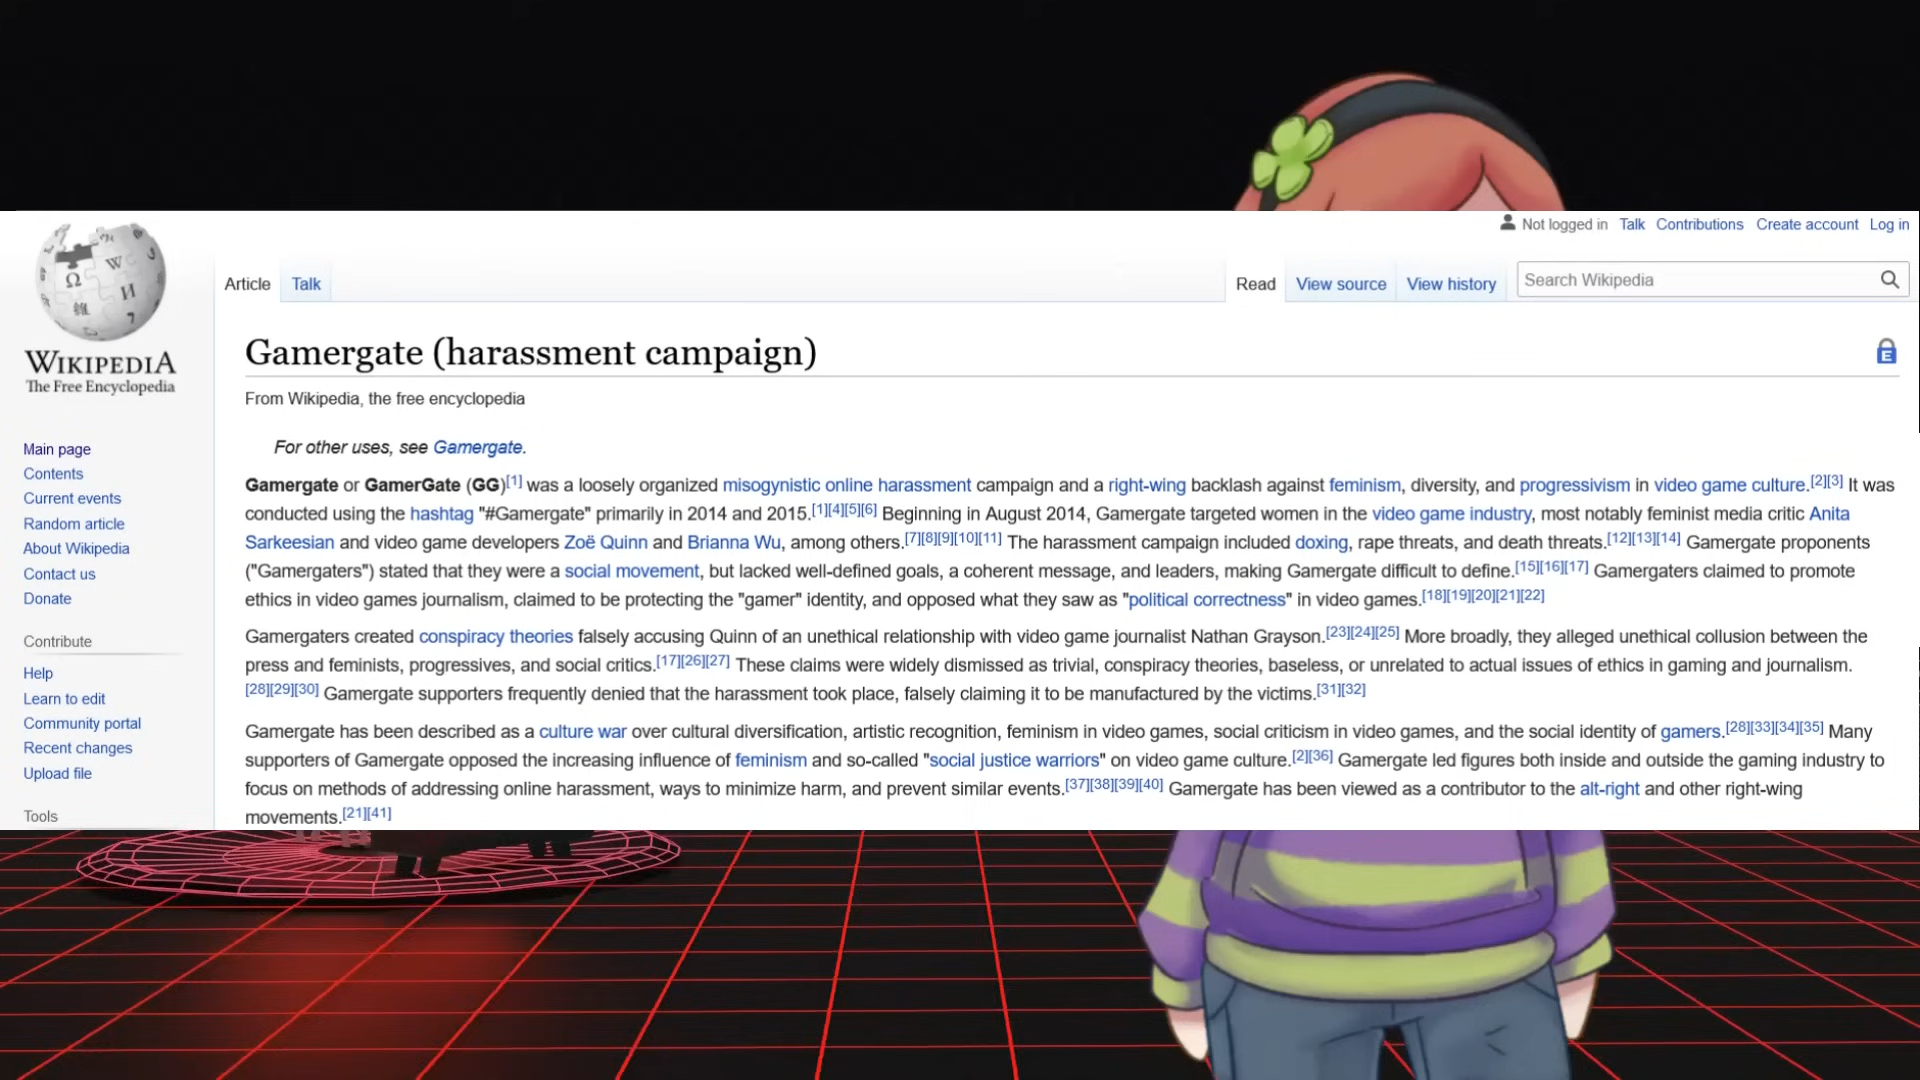 Not logged in Talk Contributions Create account Log in
Article Talk Read View source View history Search Wikipedia
WIKIPEDIA
The Free Encyclopedia
Main page
Contents
Current events
Random article
About Wikipedia
Contact us
Donate
Contribute
Help
Learn to edit
Community portal
Recent changes
Upload file
Tools
Gamergate (harassment campaign)
From Wikipedia, the free encyclopedia
For other uses, see Gamergate.
Gamergate or GamerGate (GG)[1] was a loosely organized misogynistic online harassment campaign and a right-wing backlash against feminism, diversity, and progressivism in video game culture.[2][3] It was
conducted using the hashtag "#Gamergate" primarily in 2014 and 2015.[1][4][5][6] Beginning in August 2014, Gamergate targeted women in the video game industry, most notably feminist media critic Anita
Sarkeesian and video game developers Zoë Quinn and Brianna Wu, among others.[7][8][9][10][11] The harassment campaign included doxing, rape threats, and death threats.[12][13][14] Gamergate proponents
("Gamergaters") stated that they were a social movement, but lacked well-defined goals, a coherent message, and leaders, making Gamergate difficult to define.[15][16][17] Gamergaters claimed to promote
ethics in video games journalism, claimed to be protecting the "gamer" identity, and opposed what they saw as "political correctness" in video games.[18][19][20][21][22]
Gamergaters created conspiracy theories falsely accusing Quinn of an unethical relationship with video game journalist Nathan Grayson.[23][24][25] More broadly, they alleged unethical collusion between the
press and feminists, progressives, and social critics.[17][26][27] These claims were widely dismissed as trivial, conspiracy theories, baseless, or unrelated to actual issues of ethics in gaming and journalism.
[28][29][30] Gamergate supporters frequently denied that the harassment took place, falsely claiming it to be manufactured by the victims.[31][32]
Gamergate has been described as a culture war over cultural diversification, artistic recognition, feminism in video games, social criticism in video games, and the social identity of gamers.[28][33][34][35] Many
supporters of Gamergate opposed the increasing influence of feminism and so-called "social justice warriors" on video game culture.[2][36] Gamergate led figures both inside and outside the gaming industry to
focus on methods of addressing online harassment, ways to minimize harm, and prevent similar events.[37][38][39][40] Gamergate has been viewed as a contributor to the alt-right and other right-wing
movements.[21][41]